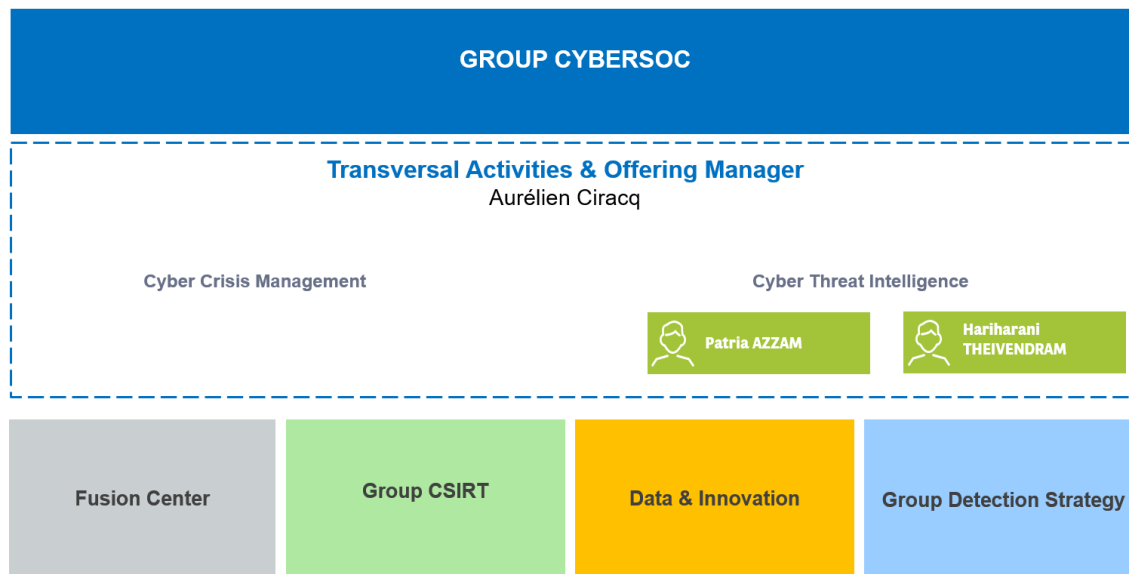 GROUP CYBERSOC
Transversal Activities & Offering Manager
Aurélien Ciracq
Cyber Crisis Management
Cyber Threat Intelligence
Patria AZZAM
Hariharani
THEIVENDRAM
Fusion Center
Group CSIRT
Data & Innovation
Group Detection Strategy